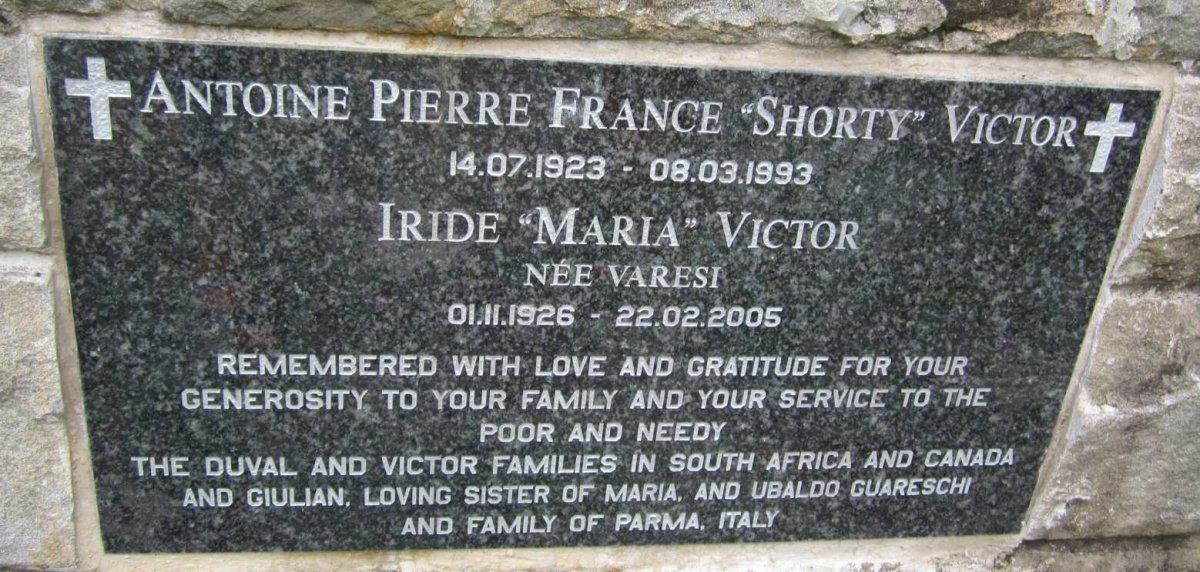 ANTOINE PIERRE FRANCE "SHORTY" VICTOR
14.07.1923 - 08.03.1993
IRIDE "MARIA" VICTOR
NÉE VARESI
01.11.1926 - 22.02.2005
REMEMBERED WITH LOVE AND GRATITUDE FOR YOUR
GENEROSITY TO YOUR FAMILY AND YOUR SERVICE TO THE
POOR AND NEEDY
THE DUVAL AND VICTOR FAMILIES IN SOUTH AFRICA AND CANADA
AND GIULIAN, LOVING SISTER OF MARIA, AND UBALDO GUARESCHI
AND FAMILY OF PARMA, ITALY